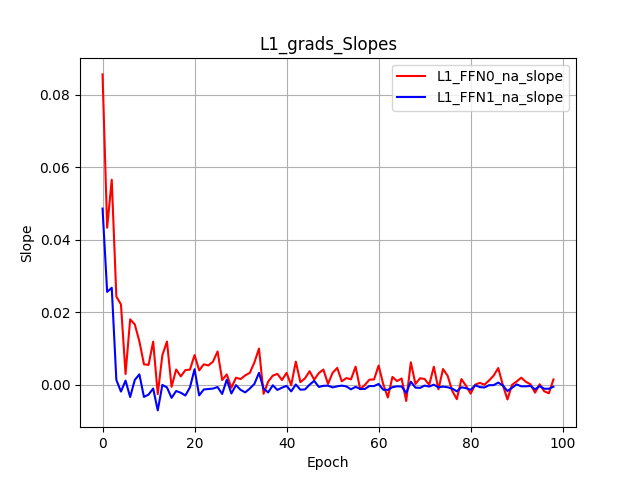 L1_grads_Slopes
L1_FFN0_na_slope
L1_FFN1_na_slope
Slope
0.08
0.06
0.04
0.02
0.00
0 20 40 60 80 100
Epoch